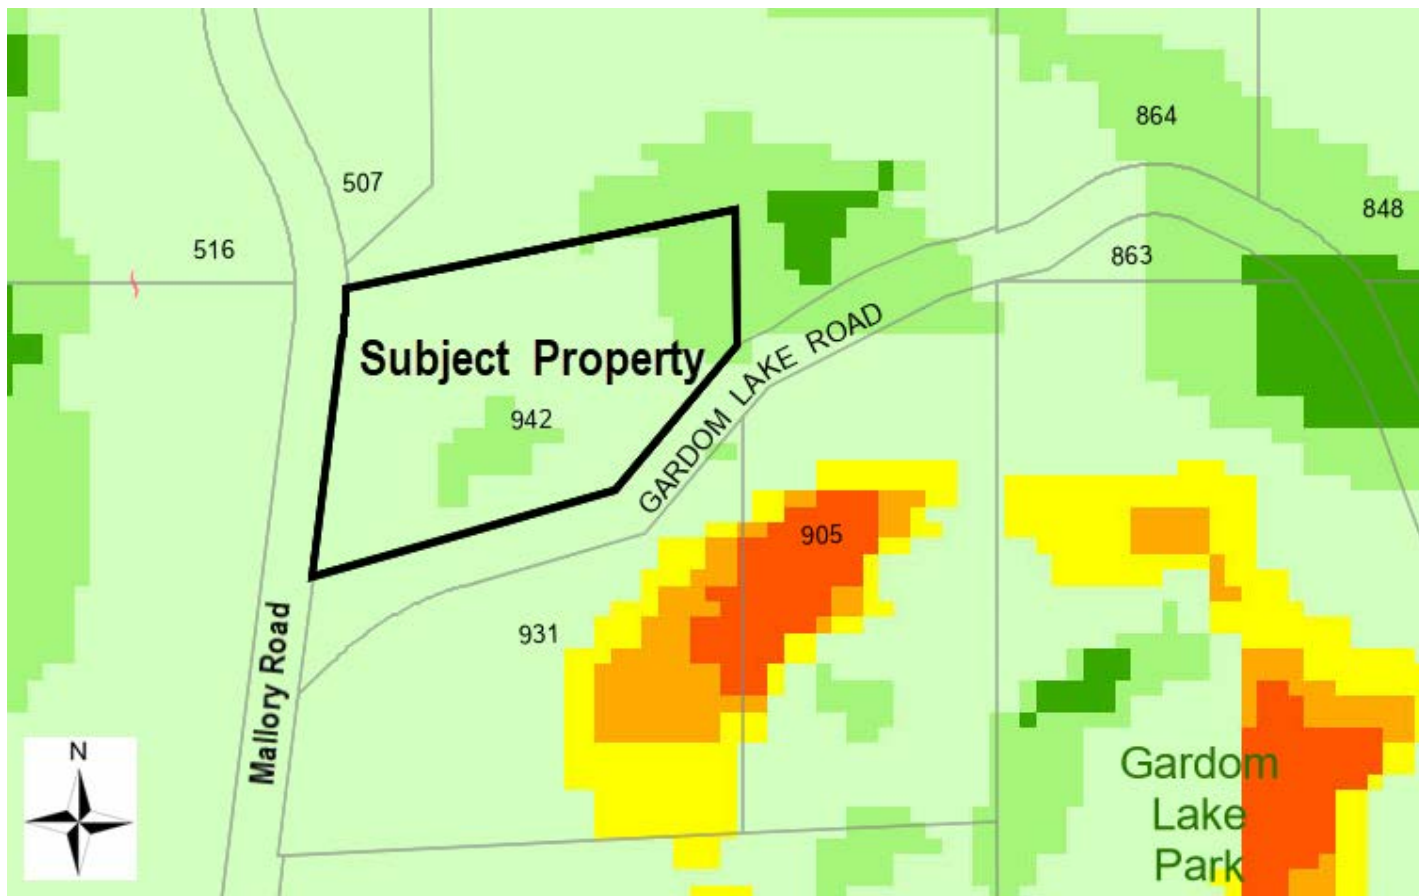 864
507
848
516
863
GARDOM LAKE ROAD
Subject Property
942
905
931
Mallory Road
N
Gardom
Lake
Park